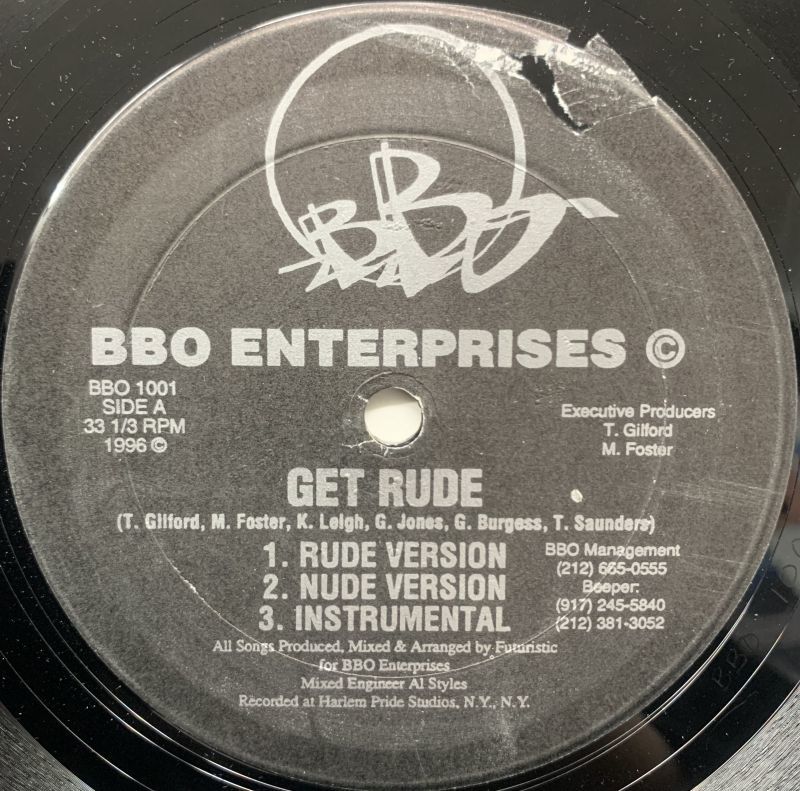 BBO
BBO ENTERPRISES ©
BBO 1001
SIDE A
33 1/3 RPM
1996 ©
Executive Producers
T. Gilford
M. Foster
GET RUDE
(T. Gilford, M. Foster, K. Leigh, G. Jones, G. Burgess, T. Saunders)
1. RUDE VERSION
2. NUDE VERSION
3. INSTRUMENTAL
BBO Management
(212) 665-0555
Beeper:
(917) 245-5840
(212) 381-3052
All Songs Produced, Mixed & Arranged by Futuristic
for BBO Enterprises
Mixed Engineer Al Styles
Recorded at Harlem Pride Studios, N.Y., N.Y.